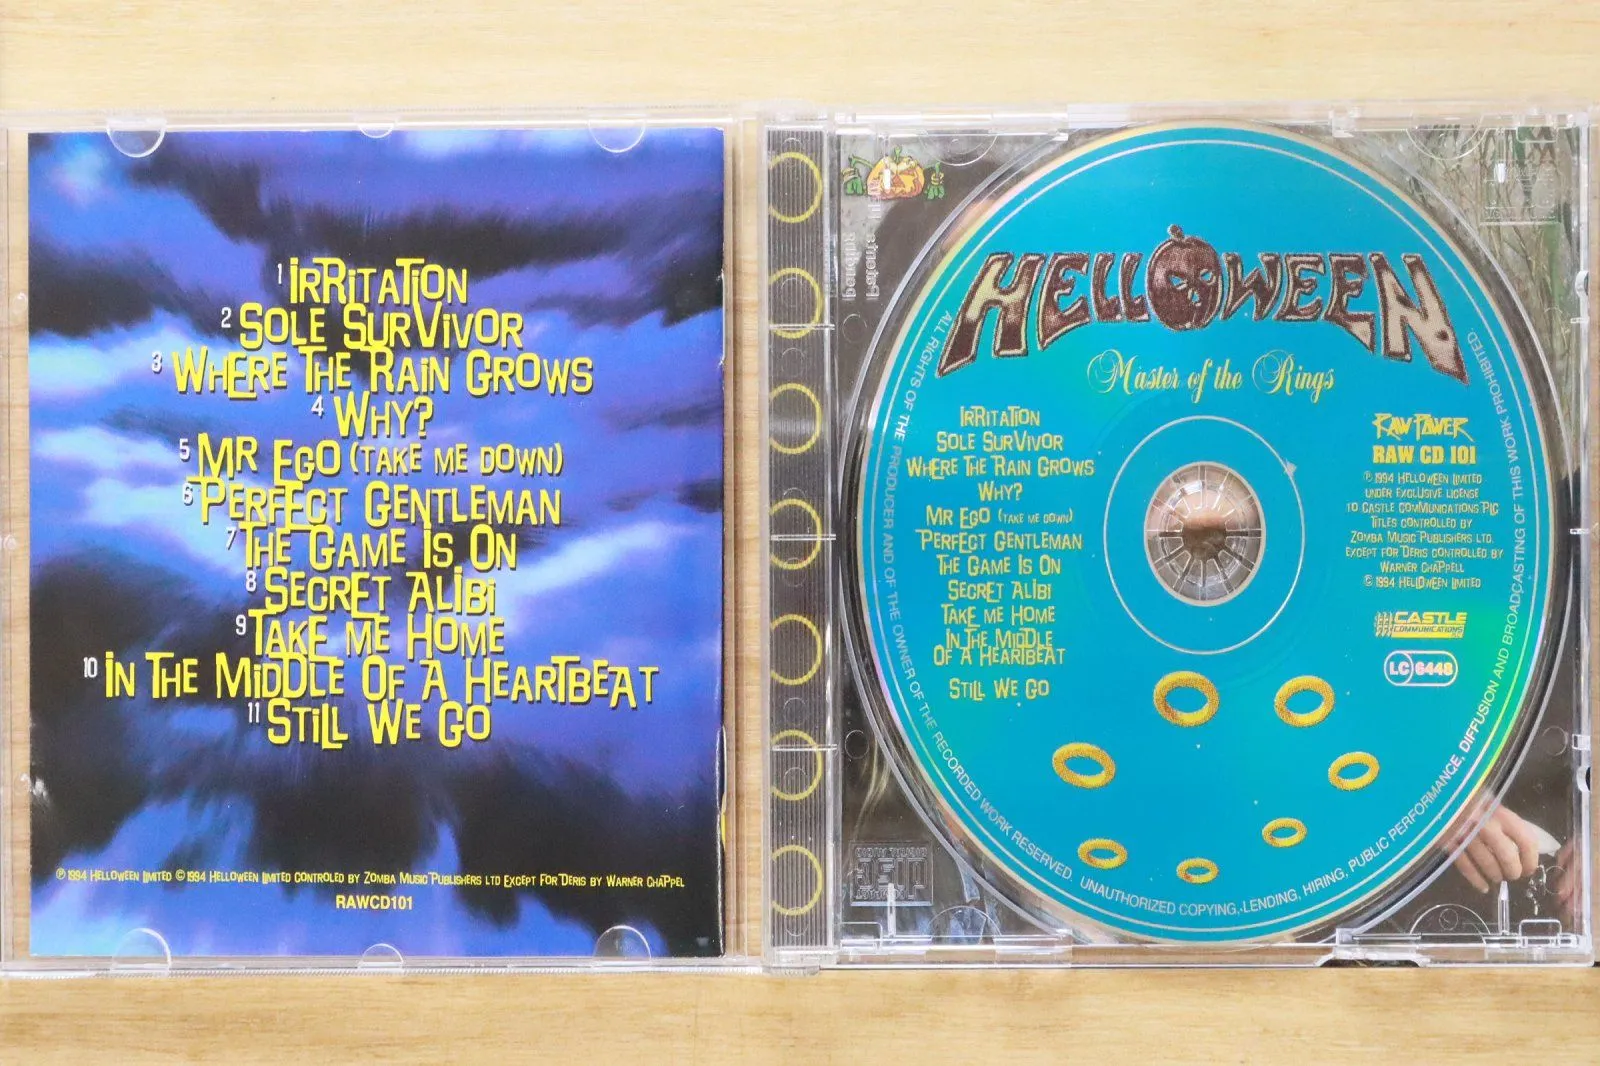 1 Irritation
2 Sole Survivor
3 Where The Rain Grows
4 Why?
5 Mr Ego (Take Me Down)
6 Perfect Gentleman
7 The Game Is On
8 Secret Alibi
9 Take Me Home
10 In The Middle Of A Heartbeat
11 Still We Go
℗ 1994 Helloween Limited © 1994 Helloween Limited Controled by Zomba Music Publishers Ltd Except For Deris by Warner Chappel
RAWCD101
HELLOWEEN
Master of the Rings
Irritation
Sole Survivor
Where The Rain Grows
Why?
Mr Ego (Take Me Down)
Perfect Gentleman
The Game Is On
Secret Alibi
Take Me Home
In The Middle
Of A Heartbeat
Still We Go
RAW POWER
RAW CD 101
℗ 1994 Helloween Limited
under exclusive license
to Castle Communications Plc
Titles controlled by
Zomba Music Publishers Ltd.
except for Deris controlled by
Warner Chappell
© 1994 Helloween Limited
CASTLE
COMMUNICATIONS
LC 6448
ALL RIGHTS OF THE PRODUCER AND OF THE OWNER OF THE RECORDED WORK RESERVED. UNAUTHORIZED COPYING, LENDING, HIRING, PUBLIC PERFORMANCE, DIFFUSION AND BROADCASTING OF THIS WORK PROHIBITED.
COMPACT
disc
DIGITAL AUDIO